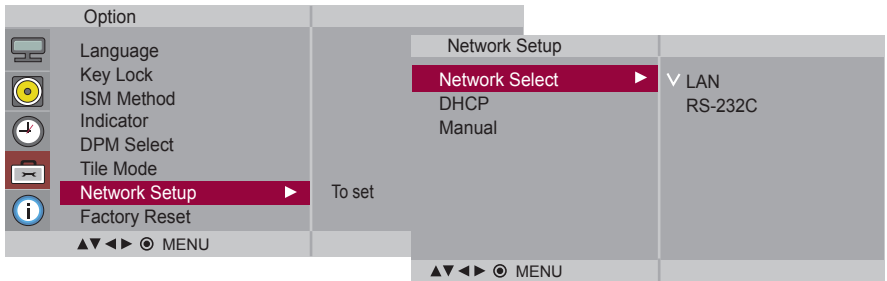 Option
Language
Key Lock
ISM Method
Indicator
DPM Select
Tile Mode
Network Setup
To set
Factory Reset
MENU
Network Setup
Network Select
LAN
DHCP
RS-232C
Manual
MENU